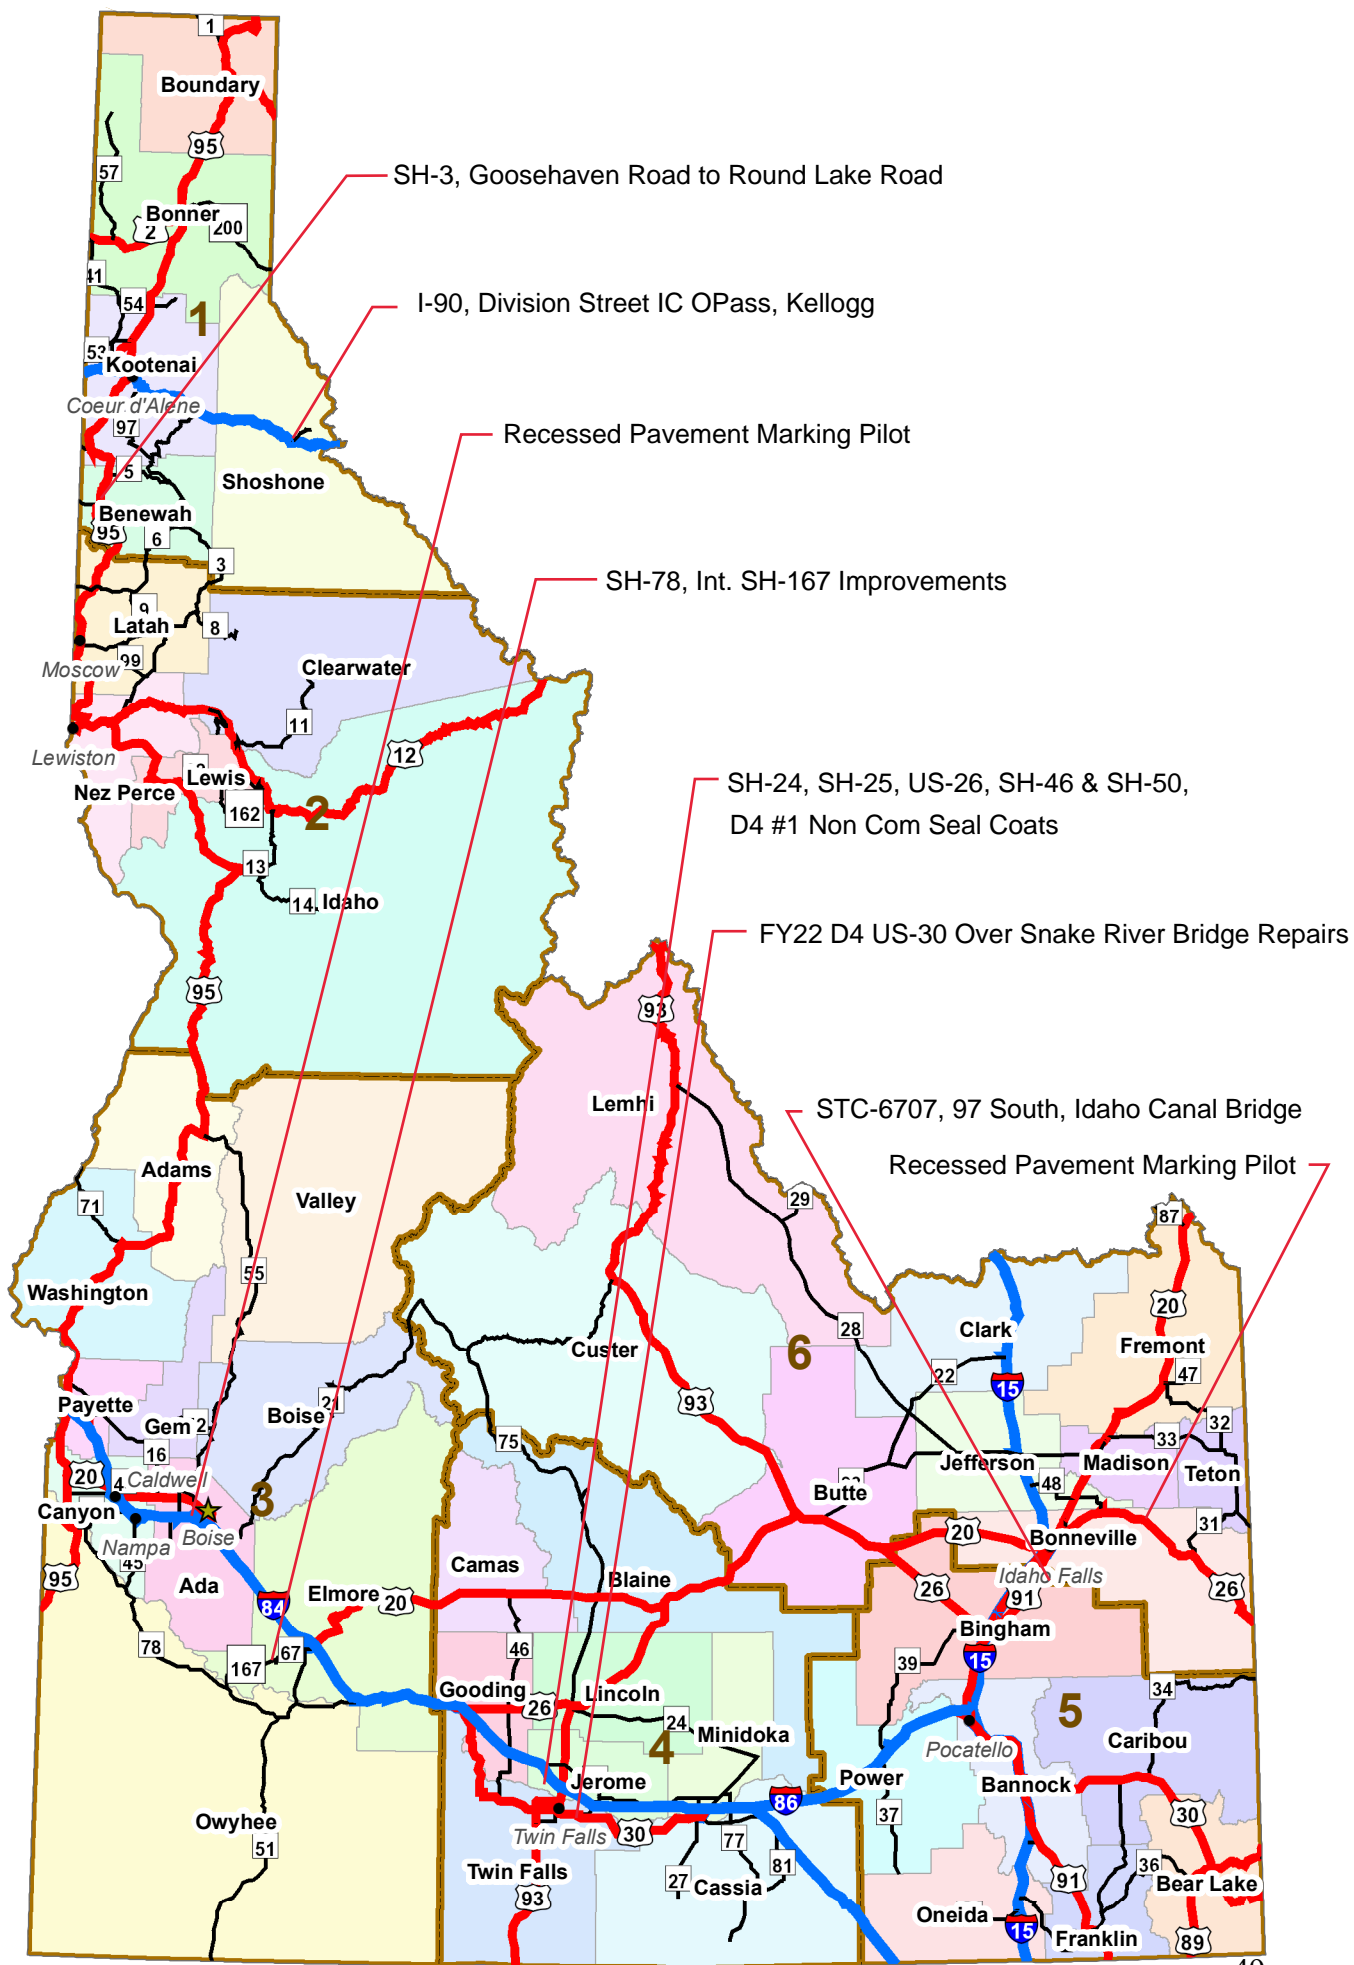 1
Boundary
95
57
SH-3, Goosehaven Road to Round Lake Road
Bonner
2
200
41
54
1
I-90, Division Street IC OPass, Kellogg
53
Kootenai
Coeur d'Alene
97
Recessed Pavement Marking Pilot
5
Shoshone
Benewah
95
6
3
SH-78, Int. SH-167 Improvements
9
Latah
8
99
Moscow
Clearwater
11
12
Lewiston
Lewis
Nez Perce
162
2
SH-24, SH-25, US-26, SH-46 & SH-50,
D4 #1 Non Com Seal Coats
13
14
Idaho
FY22 D4 US-30 Over Snake River Bridge Repairs
95
93
Lemhi
STC-6707, 97 South, Idaho Canal Bridge
Adams
Recessed Pavement Marking Pilot
71
Valley
29
87
55
Washington
20
28
Clark
Custer
6
Fremont
22
47
15
Payette
93
Boise
21
Gem
32
75
16
33
20
Caldwell
4
Jefferson
Madison
Teton
48
3
Butte
Canyon
31
20
Bonneville
Boise
Nampa
45
Camas
Idaho Falls
95
Ada
Blaine
Elmore
20
26
91
26
84
Bingham
78
46
39
167
67
15
Gooding
Lincoln
34
26
24
5
Minidoka
4
Pocatello
Caribou
Power
Jerome
Bannock
86
37
30
Owyhee
Twin Falls
30
51
77
Twin Falls
81
36
27
Cassia
91
Bear Lake
93
Oneida
15
Franklin
89